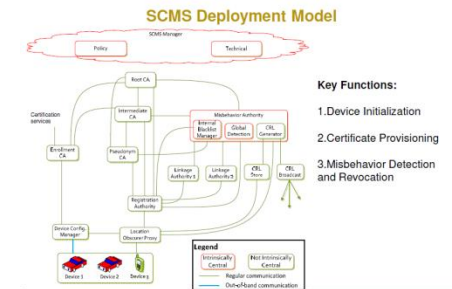 SCMS Deployment Model
SCMS Manager
Policy
Technical
Root CA
Intermediate
CA
Misbehavior Authority
Internal
Blacklist
Manager
Global
Detection
CRL
Generator
Certification
services
Enrollment
CA
Pseudonym
CA
Linkage
Authority 1
Linkage
Authority 2
CRL
Store
CRL
Broadcast
Registration
Authority
Device Config.
Manager
Location
Obscurer Proxy
Device 1
Device 2
Device 3
Legend
Intrinsically
Central
Not Intrinsically
Central
Regular communication
Out-of-band communication
Key Functions:
1.Device Initialization
2.Certificate Provisioning
3.Misbehavior Detection
and Revocation